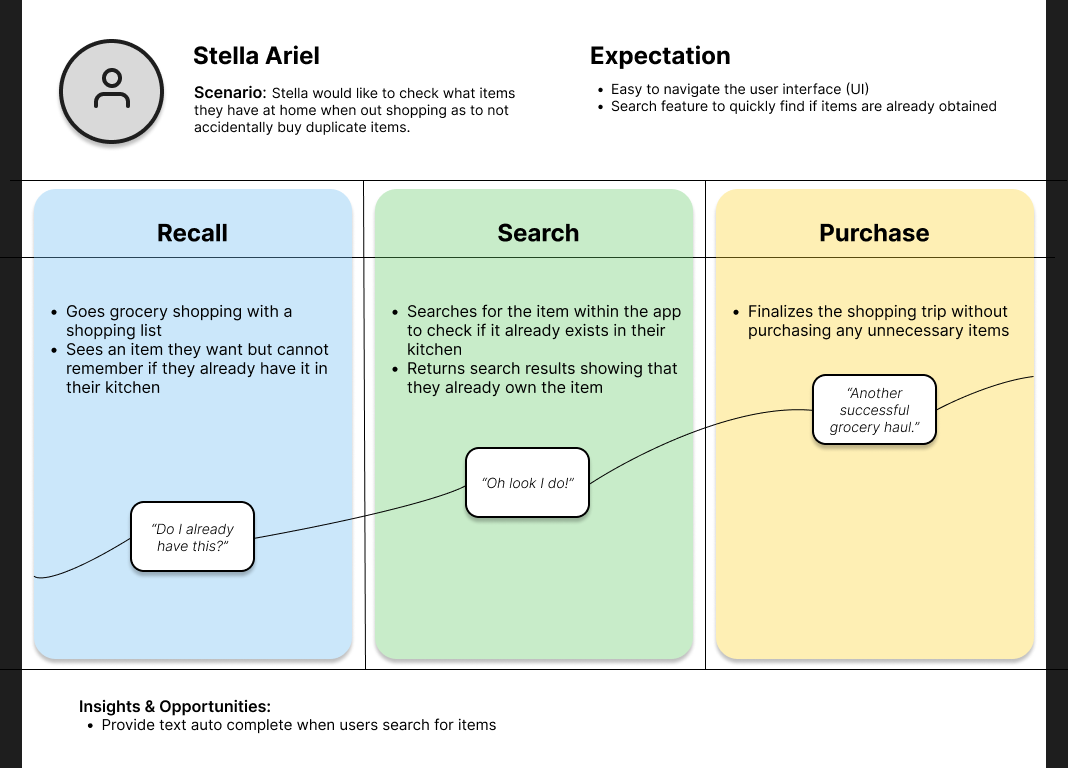 Stella Ariel
Scenario: Stella would like to check what items
they have at home when out shopping as to not
accidentally buy duplicate items.
Expectation
• Easy to navigate the user interface (UI)
• Search feature to quickly find if items are already obtained
Recall
• Goes grocery shopping with a
shopping list
• Sees an item they want but cannot
remember if they already have it in
their kitchen
“Do I already
have this?”
Search
• Searches for the item within the app
to check if it already exists in their
kitchen
• Returns search results showing that
they already own the item
“Oh look I do!”
Purchase
• Finalizes the shopping trip without
purchasing any unnecessary items
“Another
successful
grocery haul.”
Insights & Opportunities:
• Provide text auto complete when users search for items